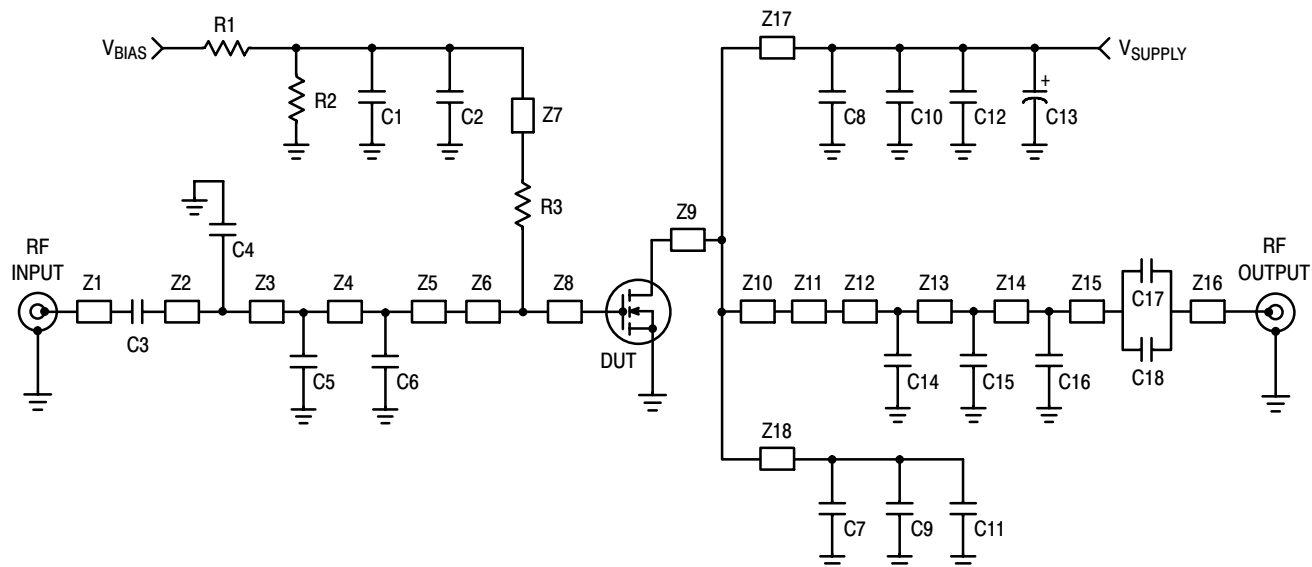 R1
Z17
V_BIAS
V_SUPPLY
R2
C1
C2
Z7
C8
C10
C12
+
C13
R3
Z9
C4
RF
INPUT
Z1
Z2
Z3
Z4
Z5
Z6
Z8
Z10
Z11
Z12
Z13
Z14
Z15
C17
Z16
RF
OUTPUT
C3
C5
C6
DUT
C14
C15
C16
C18
Z18
C7
C9
C11